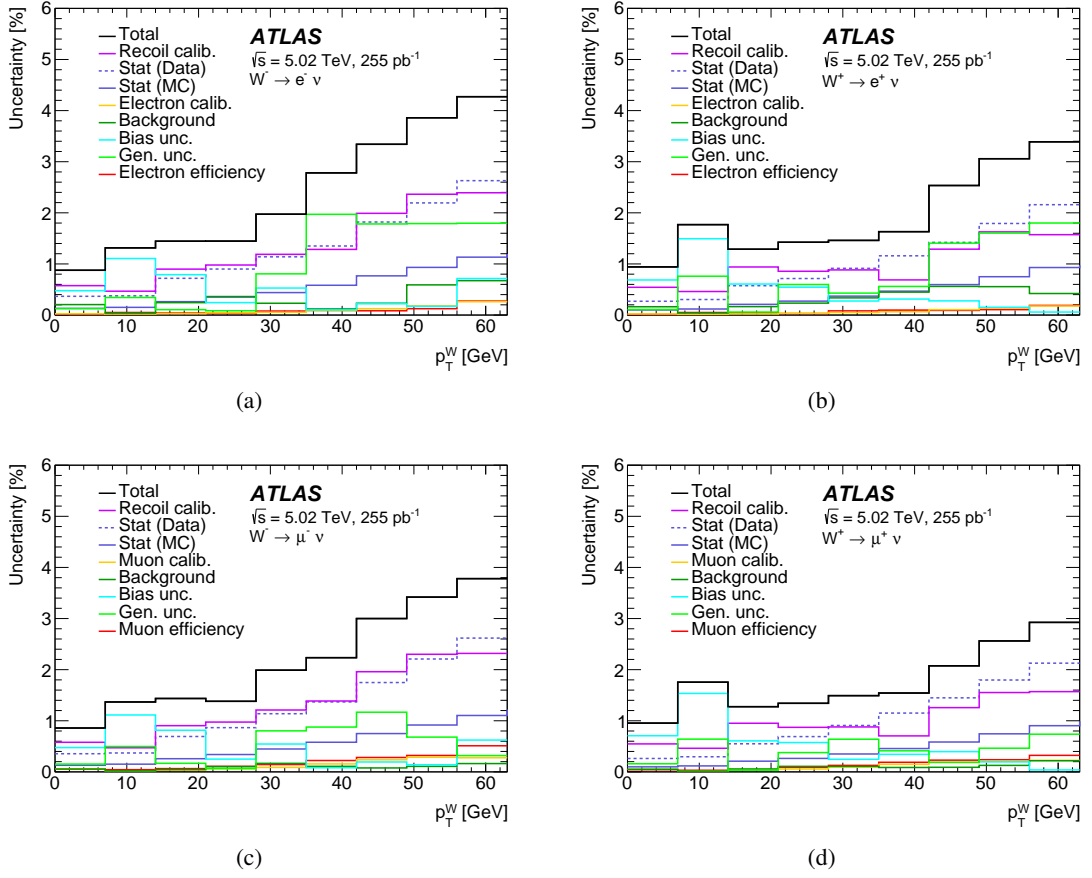 Uncertainty [%]
6
5
4
3
2
1
0
Total
Recoil calib.
Stat (Data)
Stat (MC)
Electron calib.
Background
Bias unc.
Gen. unc.
Electron efficiency
ATLAS
√s = 5.02 TeV, 255 pb⁻¹
W⁻ → e⁻ ν
0 10 20 30 40 50 60
p_T^W [GeV]
(a)
Uncertainty [%]
6
5
4
3
2
1
0
Total
Recoil calib.
Stat (Data)
Stat (MC)
Electron calib.
Background
Bias unc.
Gen. unc.
Electron efficiency
ATLAS
√s = 5.02 TeV, 255 pb⁻¹
W⁺ → e⁺ ν
0 10 20 30 40 50 60
p_T^W [GeV]
(b)
Uncertainty [%]
6
5
4
3
2
1
0
Total
Recoil calib.
Stat (Data)
Stat (MC)
Muon calib.
Background
Bias unc.
Gen. unc.
Muon efficiency
ATLAS
√s = 5.02 TeV, 255 pb⁻¹
W⁻ → μ⁻ ν
0 10 20 30 40 50 60
p_T^W [GeV]
(c)
Uncertainty [%]
6
5
4
3
2
1
0
Total
Recoil calib.
Stat (Data)
Stat (MC)
Muon calib.
Background
Bias unc.
Gen. unc.
Muon efficiency
ATLAS
√s = 5.02 TeV, 255 pb⁻¹
W⁺ → μ⁺ ν
0 10 20 30 40 50 60
p_T^W [GeV]
(d)